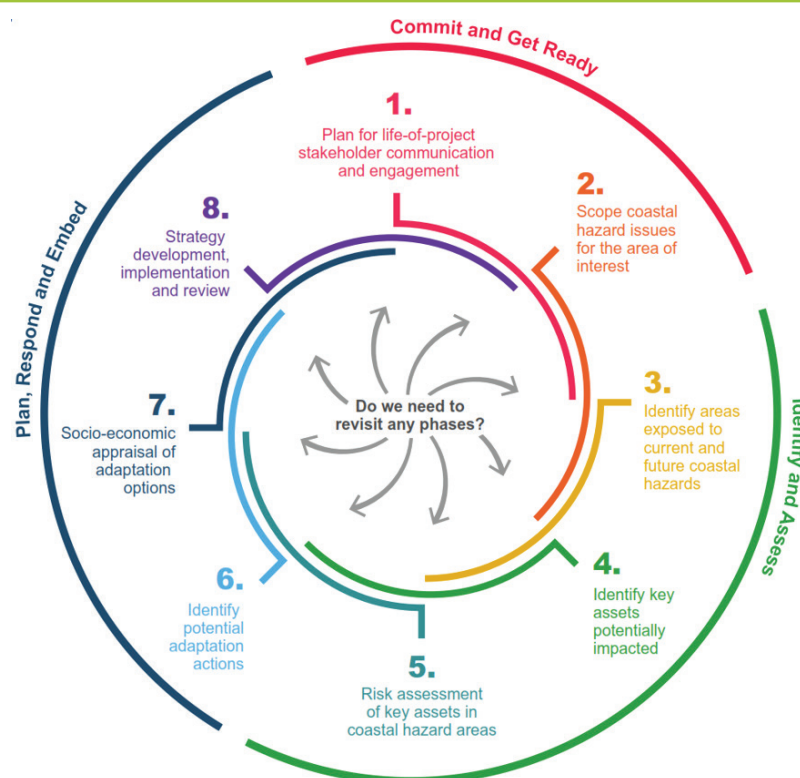 Commit and Get Ready
1.
Plan for life-of-project
stakeholder communication
and engagement
2.
Scope coastal
hazard issues
for the area of
interest
Identify and Assess
3.
Identify areas
exposed to
current and
future coastal
hazards
4.
Identify key
assets
potentially
impacted
5.
Risk assessment
of key assets in
coastal hazard areas
Plan, Respond and Embed
6.
Identify
potential
adaptation
actions
7.
Socio-economic
appraisal of
adaptation
options
8.
Strategy
development,
implementation
and review
Do we need to
revisit any phases?